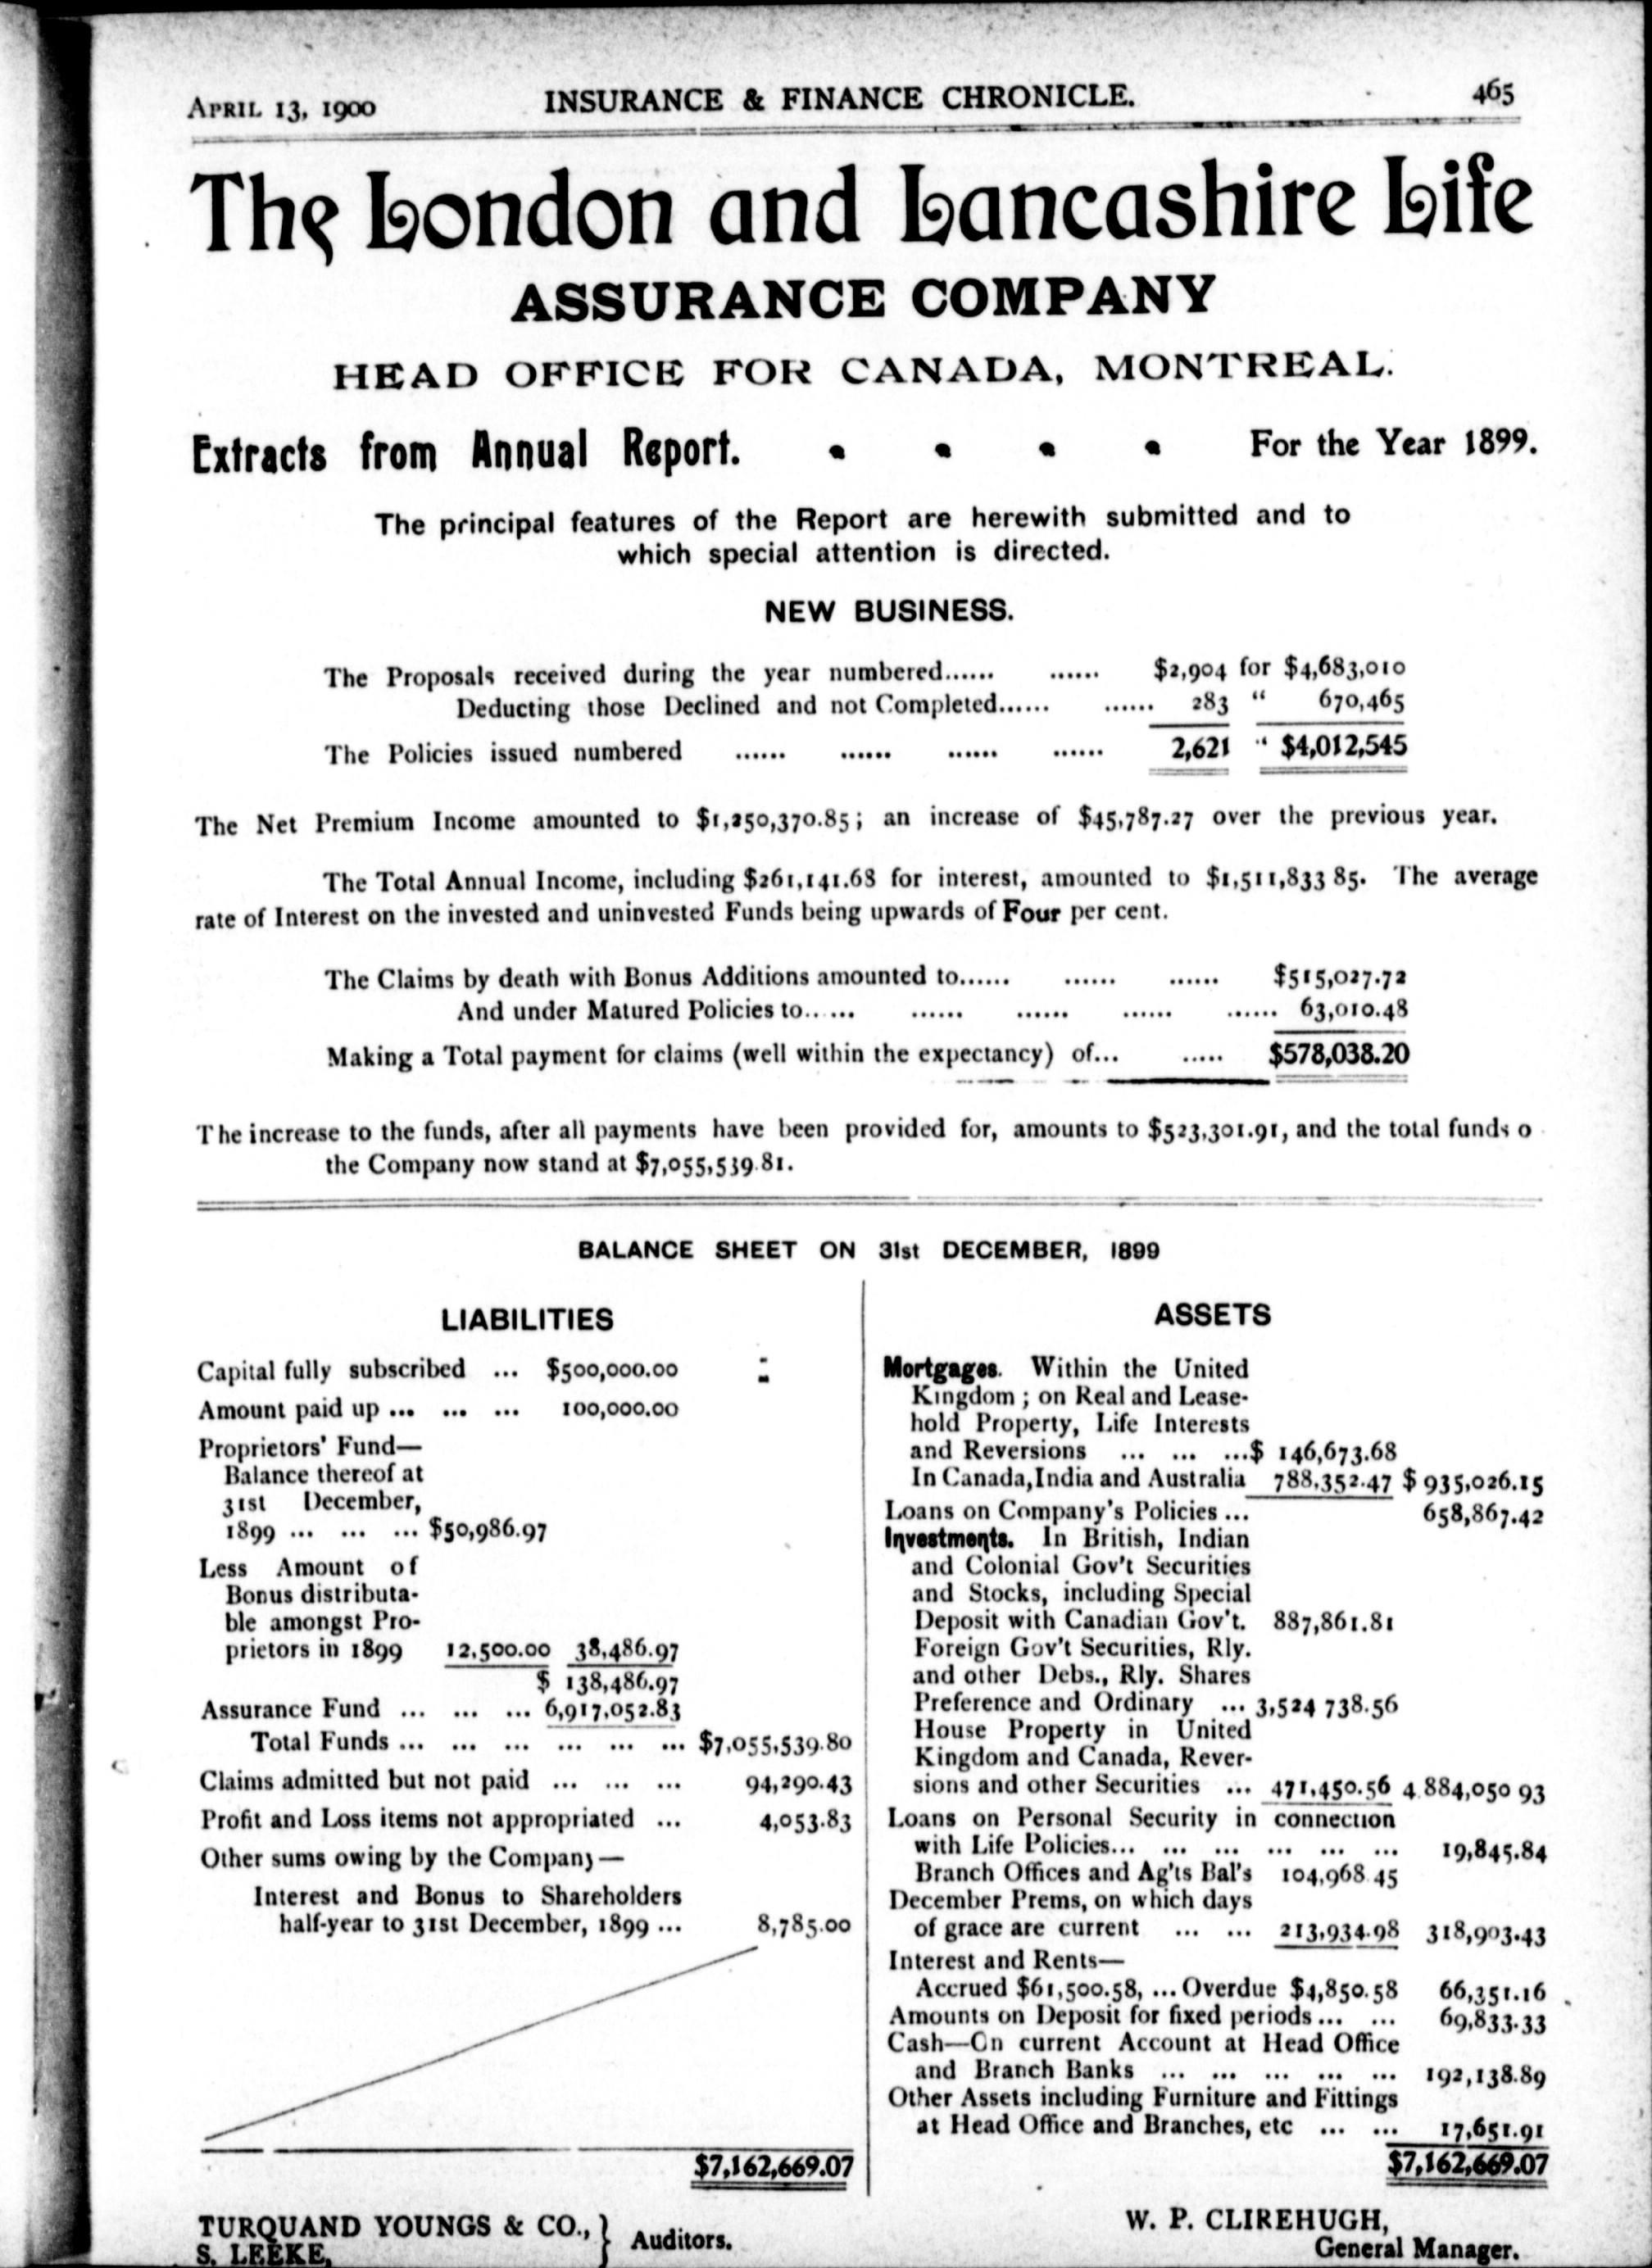 APRIL 13, 1900 INSURANCE & FINANCE CHRONICLE. 465
The London and Lancashire Life
ASSURANCE COMPANY
HEAD OFFICE FOR CANADA, MONTREAL.
Extracts from Annual Report. • • • • For the Year 1899.
The principal features of the Report are herewith submitted and to
which special attention is directed.
NEW BUSINESS.
The Proposals received during the year numbered...... ...... $2,904 for $4,683,010
Deducting those Declined and not Completed...... ...... 283 “ 670,465
The Policies issued numbered ...... ...... ...... ...... 2,621 “ $4,012,545
The Net Premium Income amounted to $1,250,370.85; an increase of $45,787.27 over the previous year.
The Total Annual Income, including $261,141.68 for interest, amounted to $1,511,833 85. The average
rate of Interest on the invested and uninvested Funds being upwards of Four per cent.
The Claims by death with Bonus Additions amounted to...... ...... ...... $515,027.72
And under Matured Policies to...... ...... ...... ...... ...... 63,010.48
Making a Total payment for claims (well within the expectancy) of... ..... $578,038.20
The increase to the funds, after all payments have been provided for, amounts to $523,301.91, and the total funds o
the Company now stand at $7,055,539.81.
BALANCE SHEET ON 31st DECEMBER, 1899
LIABILITIES
Capital fully subscribed ... $500,000.00
Amount paid up ... ... ... 100,000.00
Proprietors' Fund—
Balance thereof at
31st December,
1899 ... ... ... $50,986.97
Less Amount of
Bonus distributa-
ble amongst Pro-
prietors in 1899 12,500.00 38,486.97
$ 138,486.97
Assurance Fund ... ... ... 6,917,052.83
Total Funds ... ... ... ... ... ... $7,055,539.80
Claims admitted but not paid ... ... ... 94,290.43
Profit and Loss items not appropriated ... 4,053.83
Other sums owing by the Company—
Interest and Bonus to Shareholders
half-year to 31st December, 1899 ... 8,785.00
$7,162,669.07
ASSETS
Mortgages. Within the United
Kingdom ; on Real and Lease-
hold Property, Life Interests
and Reversions ... ... ...$ 146,673.68
In Canada, India and Australia 788,352.47 $ 935,026.15
Loans on Company's Policies ... 658,867.42
Investments. In British, Indian
and Colonial Gov't Securities
and Stocks, including Special
Deposit with Canadian Gov't. 887,861.81
Foreign Gov't Securities, Rly.
and other Debs., Rly. Shares
Preference and Ordinary ... 3,524 738.56
House Property in United
Kingdom and Canada, Rever-
sions and other Securities ... 471,450.56 4.884,050 93
Loans on Personal Security in connection
with Life Policies... ... ... ... ... ... 19,845.84
Branch Offices and Ag'ts Bal's 104,968.45
December Prems, on which days
of grace are current ... ... 213,934.98 318,903.43
Interest and Rents—
Accrued $61,500.58, ... Overdue $4,850.58 66,351.16
Amounts on Deposit for fixed periods ... ... 69,833.33
Cash—On current Account at Head Office
and Branch Banks ... ... ... ... ... 192,138.89
Other Assets including Furniture and Fittings
at Head Office and Branches, etc ... ... 17,651.91
$7,162,669.07
TURQUAND YOUNGS & CO., } Auditors.
S. LEEKE,
W. P. CLIREHUGH,
General Manager.